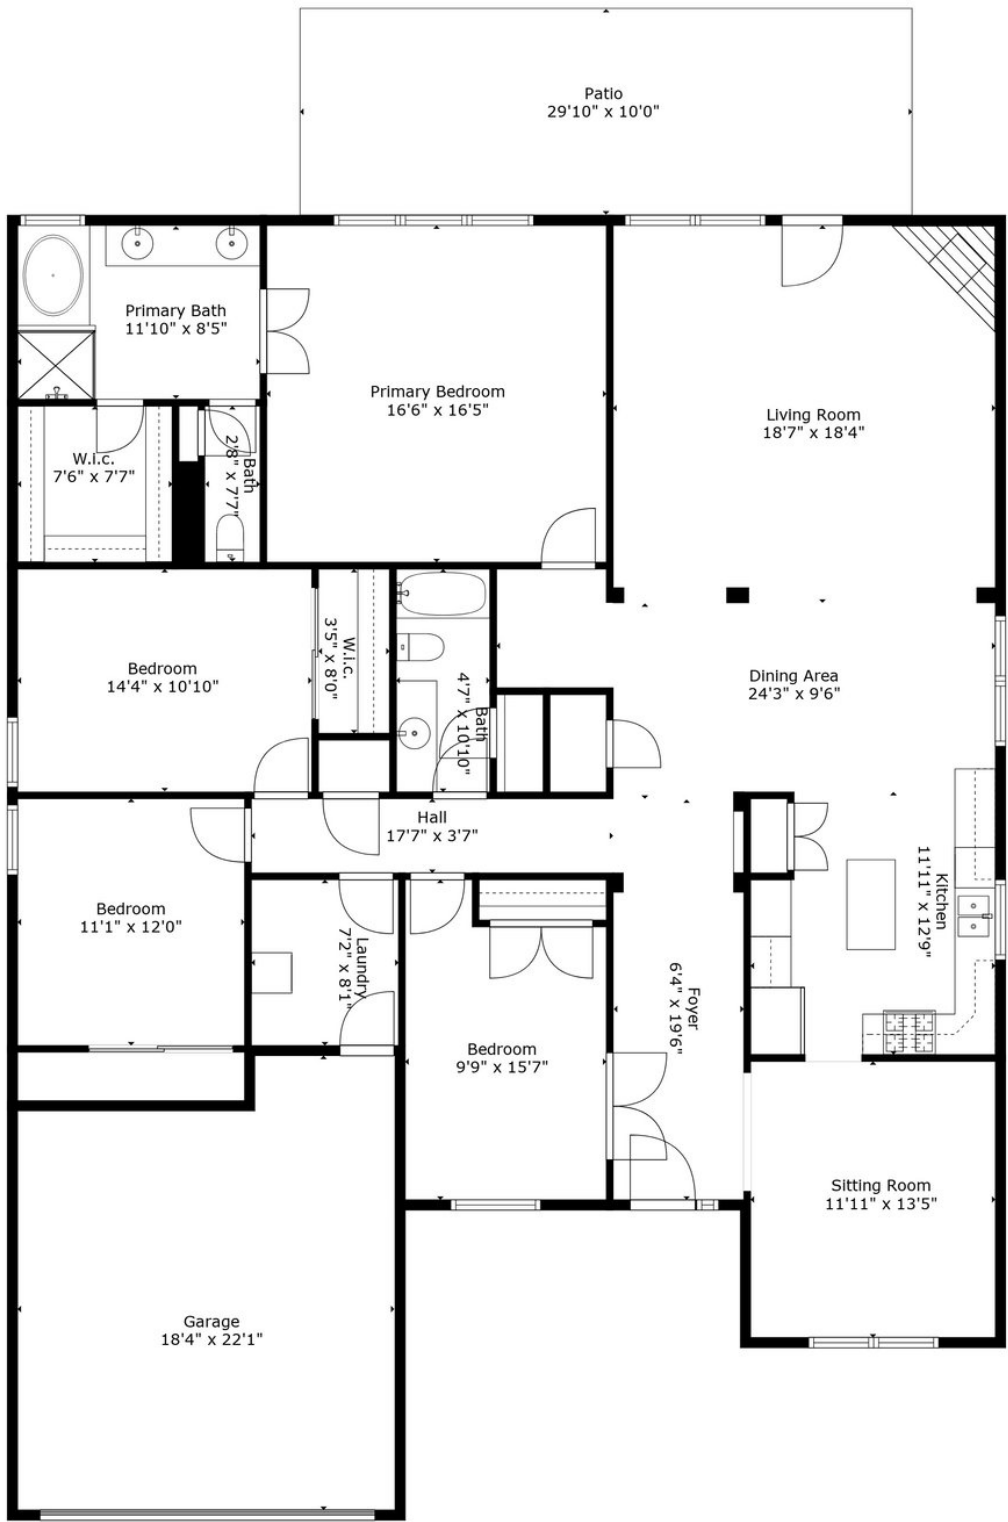 Patio
29'10" x 10'0"
Primary Bath
11'10" x 8'5"
Primary Bedroom
16'6" x 16'5"
Living Room
18'7" x 18'4"
W.i.c.
7'6" x 7'7"
Bath
2'8" x 7'7"
Bedroom
14'4" x 10'10"
W.i.c.
3'5" x 8'0"
Bath
4'7" x 10'10"
Dining Area
24'3" x 9'6"
Hall
17'7" x 3'7"
Kitchen
11'11" x 12'9"
Bedroom
11'1" x 12'0"
Laundry
7'2" x 8'1"
Foyer
6'4" x 19'6"
Bedroom
9'9" x 15'7"
Sitting Room
11'11" x 13'5"
Garage
18'4" x 22'1"